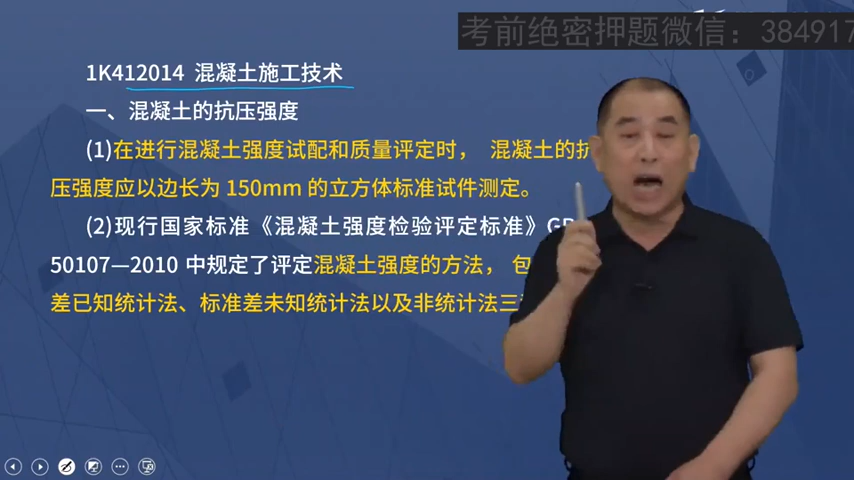 考前绝密押题微信：384917
1K412014 混凝土施工技术
一、混凝土的抗压强度
(1)在进行混凝土强度试配和质量评定时， 混凝土的抗
压强度应以边长为 150mm 的立方体标准试件测定。
(2)现行国家标准《混凝土强度检验评定标准》GB
50107—2010 中规定了评定混凝土强度的方法， 包
差已知统计法、标准差未知统计法以及非统计法三